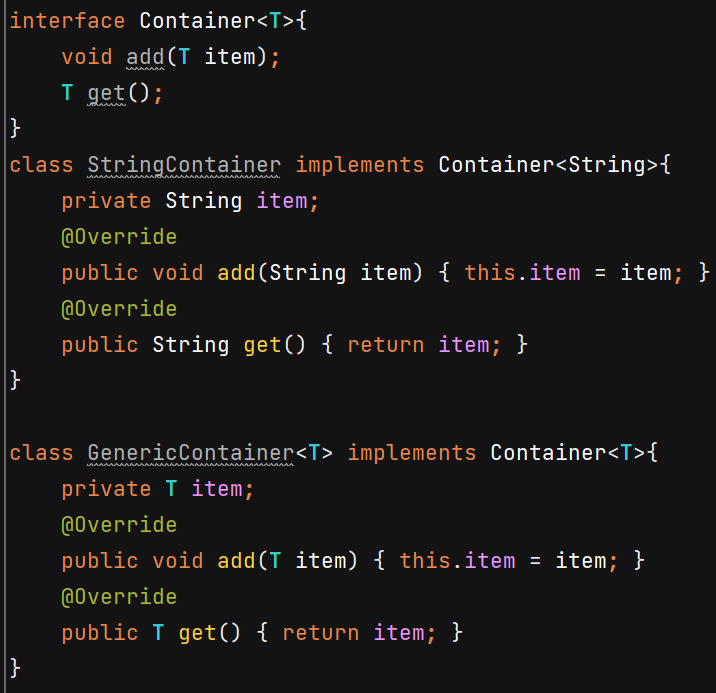 interface Container<T>{
    void add(T item);
    T get();
}
class StringContainer implements Container<String>{
    private String item;
    @Override
    public void add(String item) { this.item = item; }
    @Override
    public String get() { return item; }
}

class GenericContainer<T> implements Container<T>{
    private T item;
    @Override
    public void add(T item) { this.item = item; }
    @Override
    public T get() { return item; }
}